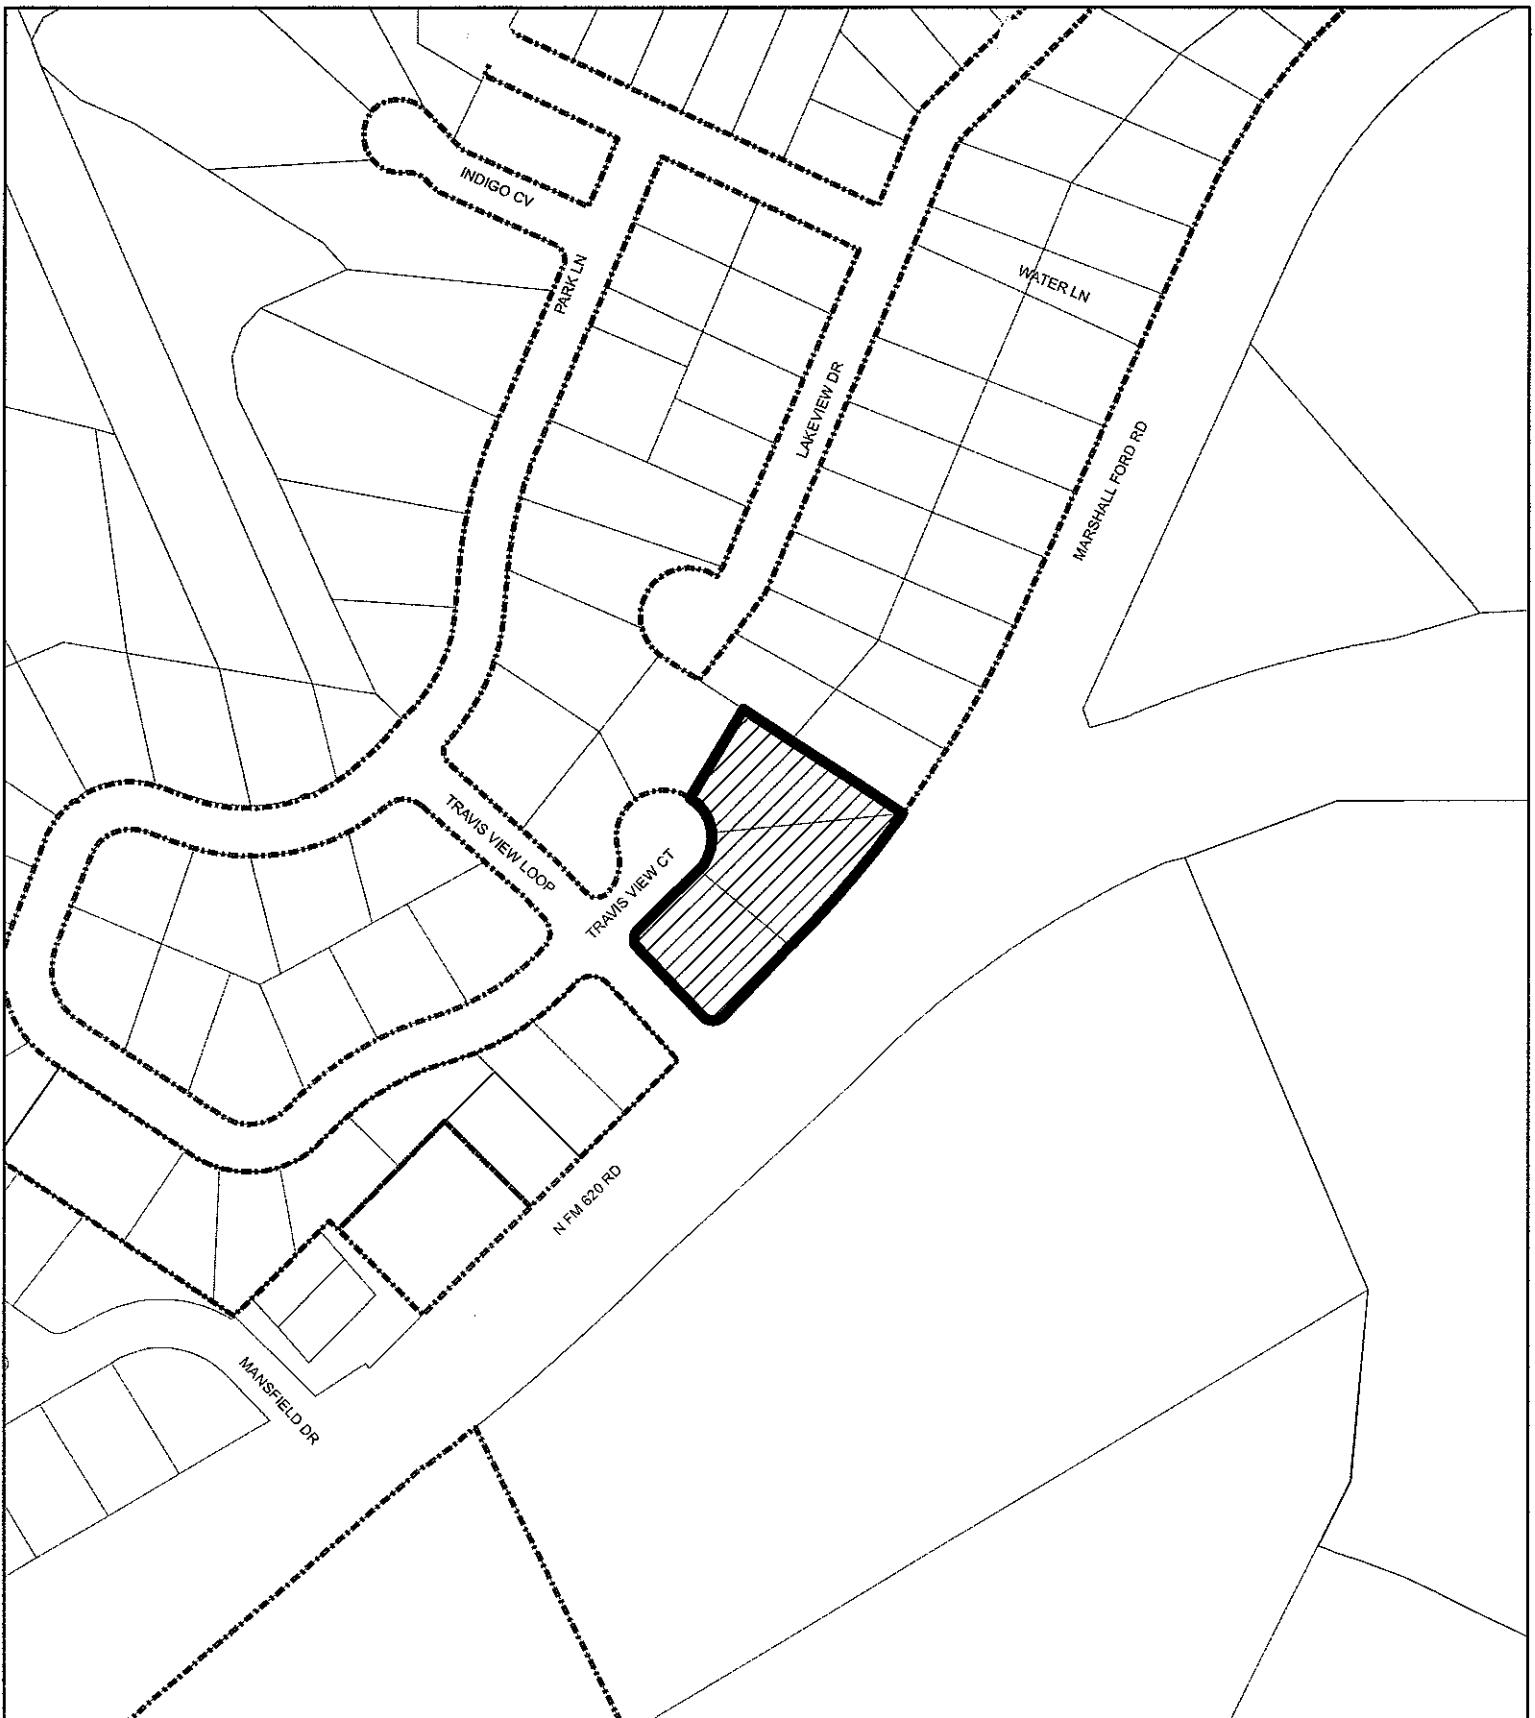 INDIGO CV
PARK LN
WATER LN
LAKEVIEW DR
MARSHALL FORD RD
TRAVIS VIEW LOOP
TRAVIS VIEW CT
N FM 620 RD
MANSFIELD DR